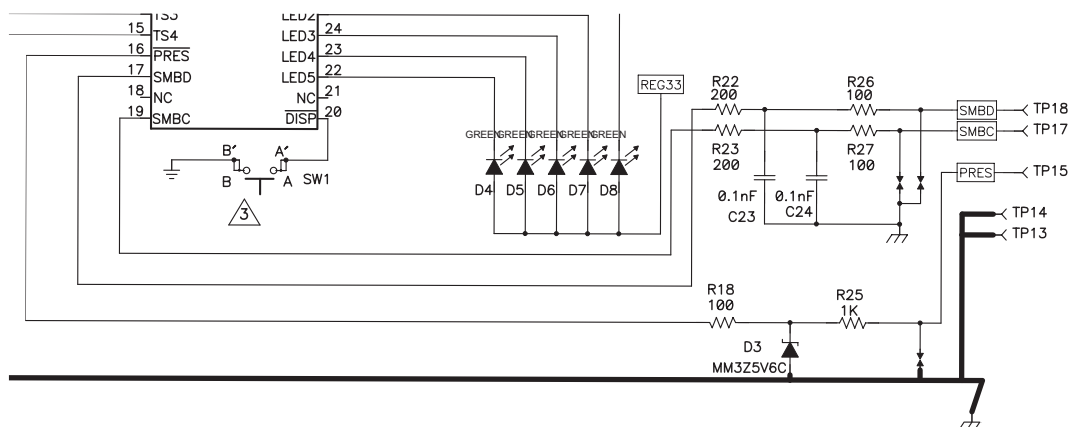 TS3
LED2
15 TS4
LED3 24
16 PRES
LED4 23
17 SMBD
LED5 22
18 NC
NC 21
19 SMBC
DISP 20
REG33
R22
200
R26
100
SMBD
TP18
SMBC
TP17
R23
200
R27
100
GREEN GREEN GREEN GREEN GREEN
B' A'
B A
SW1
3
D4 D5 D6 D7 D8
0.1nF
C23
0.1nF
C24
PRES
TP15
TP14
TP13
R18
100
R25
1K
D3
MM3Z5V6C